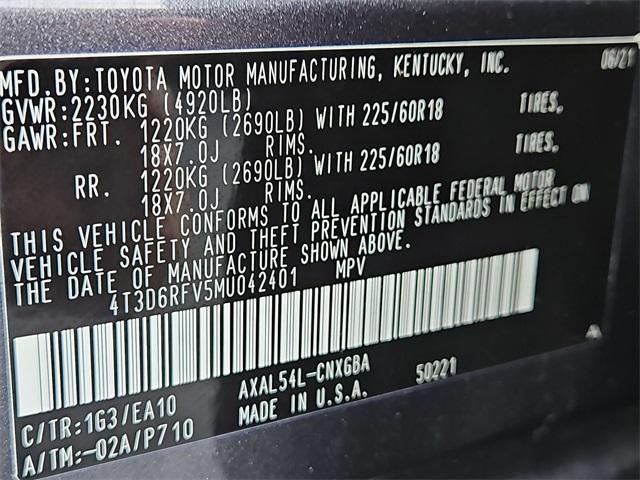 MFD.BY:TOYOTA MOTOR MANUFACTURING, KENTUCKY, INC. 06/21
GVWR:2230KG (4920LB)
GAWR:FRT. 1220KG (2690LB) WITH 225/60R18 TIRES,
18X7.0J RIMS.
RR. 1220KG (2690LB) WITH 225/60R18 TIRES,
18X7.0J RIMS.
THIS VEHICLE CONFORMS TO ALL APPLICABLE FEDERAL MOTOR
VEHICLE SAFETY AND THEFT PREVENTION STANDARDS IN EFFECT ON
THE DATE OF MANUFACTURE SHOWN ABOVE.
4T3D6RFV5MU042401 MPV
C/TR:1G3/EA10 AXAL54L-CNXGBA 50221
A/TM:-02A/P710 MADE IN U.S.A.